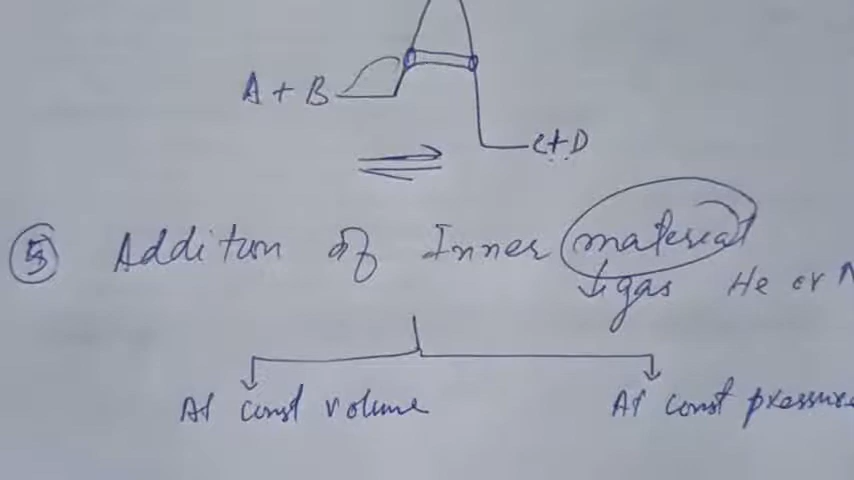 A + B
C+D
5 Addition of Inner material
gas He or N
At const volume
At const pressure